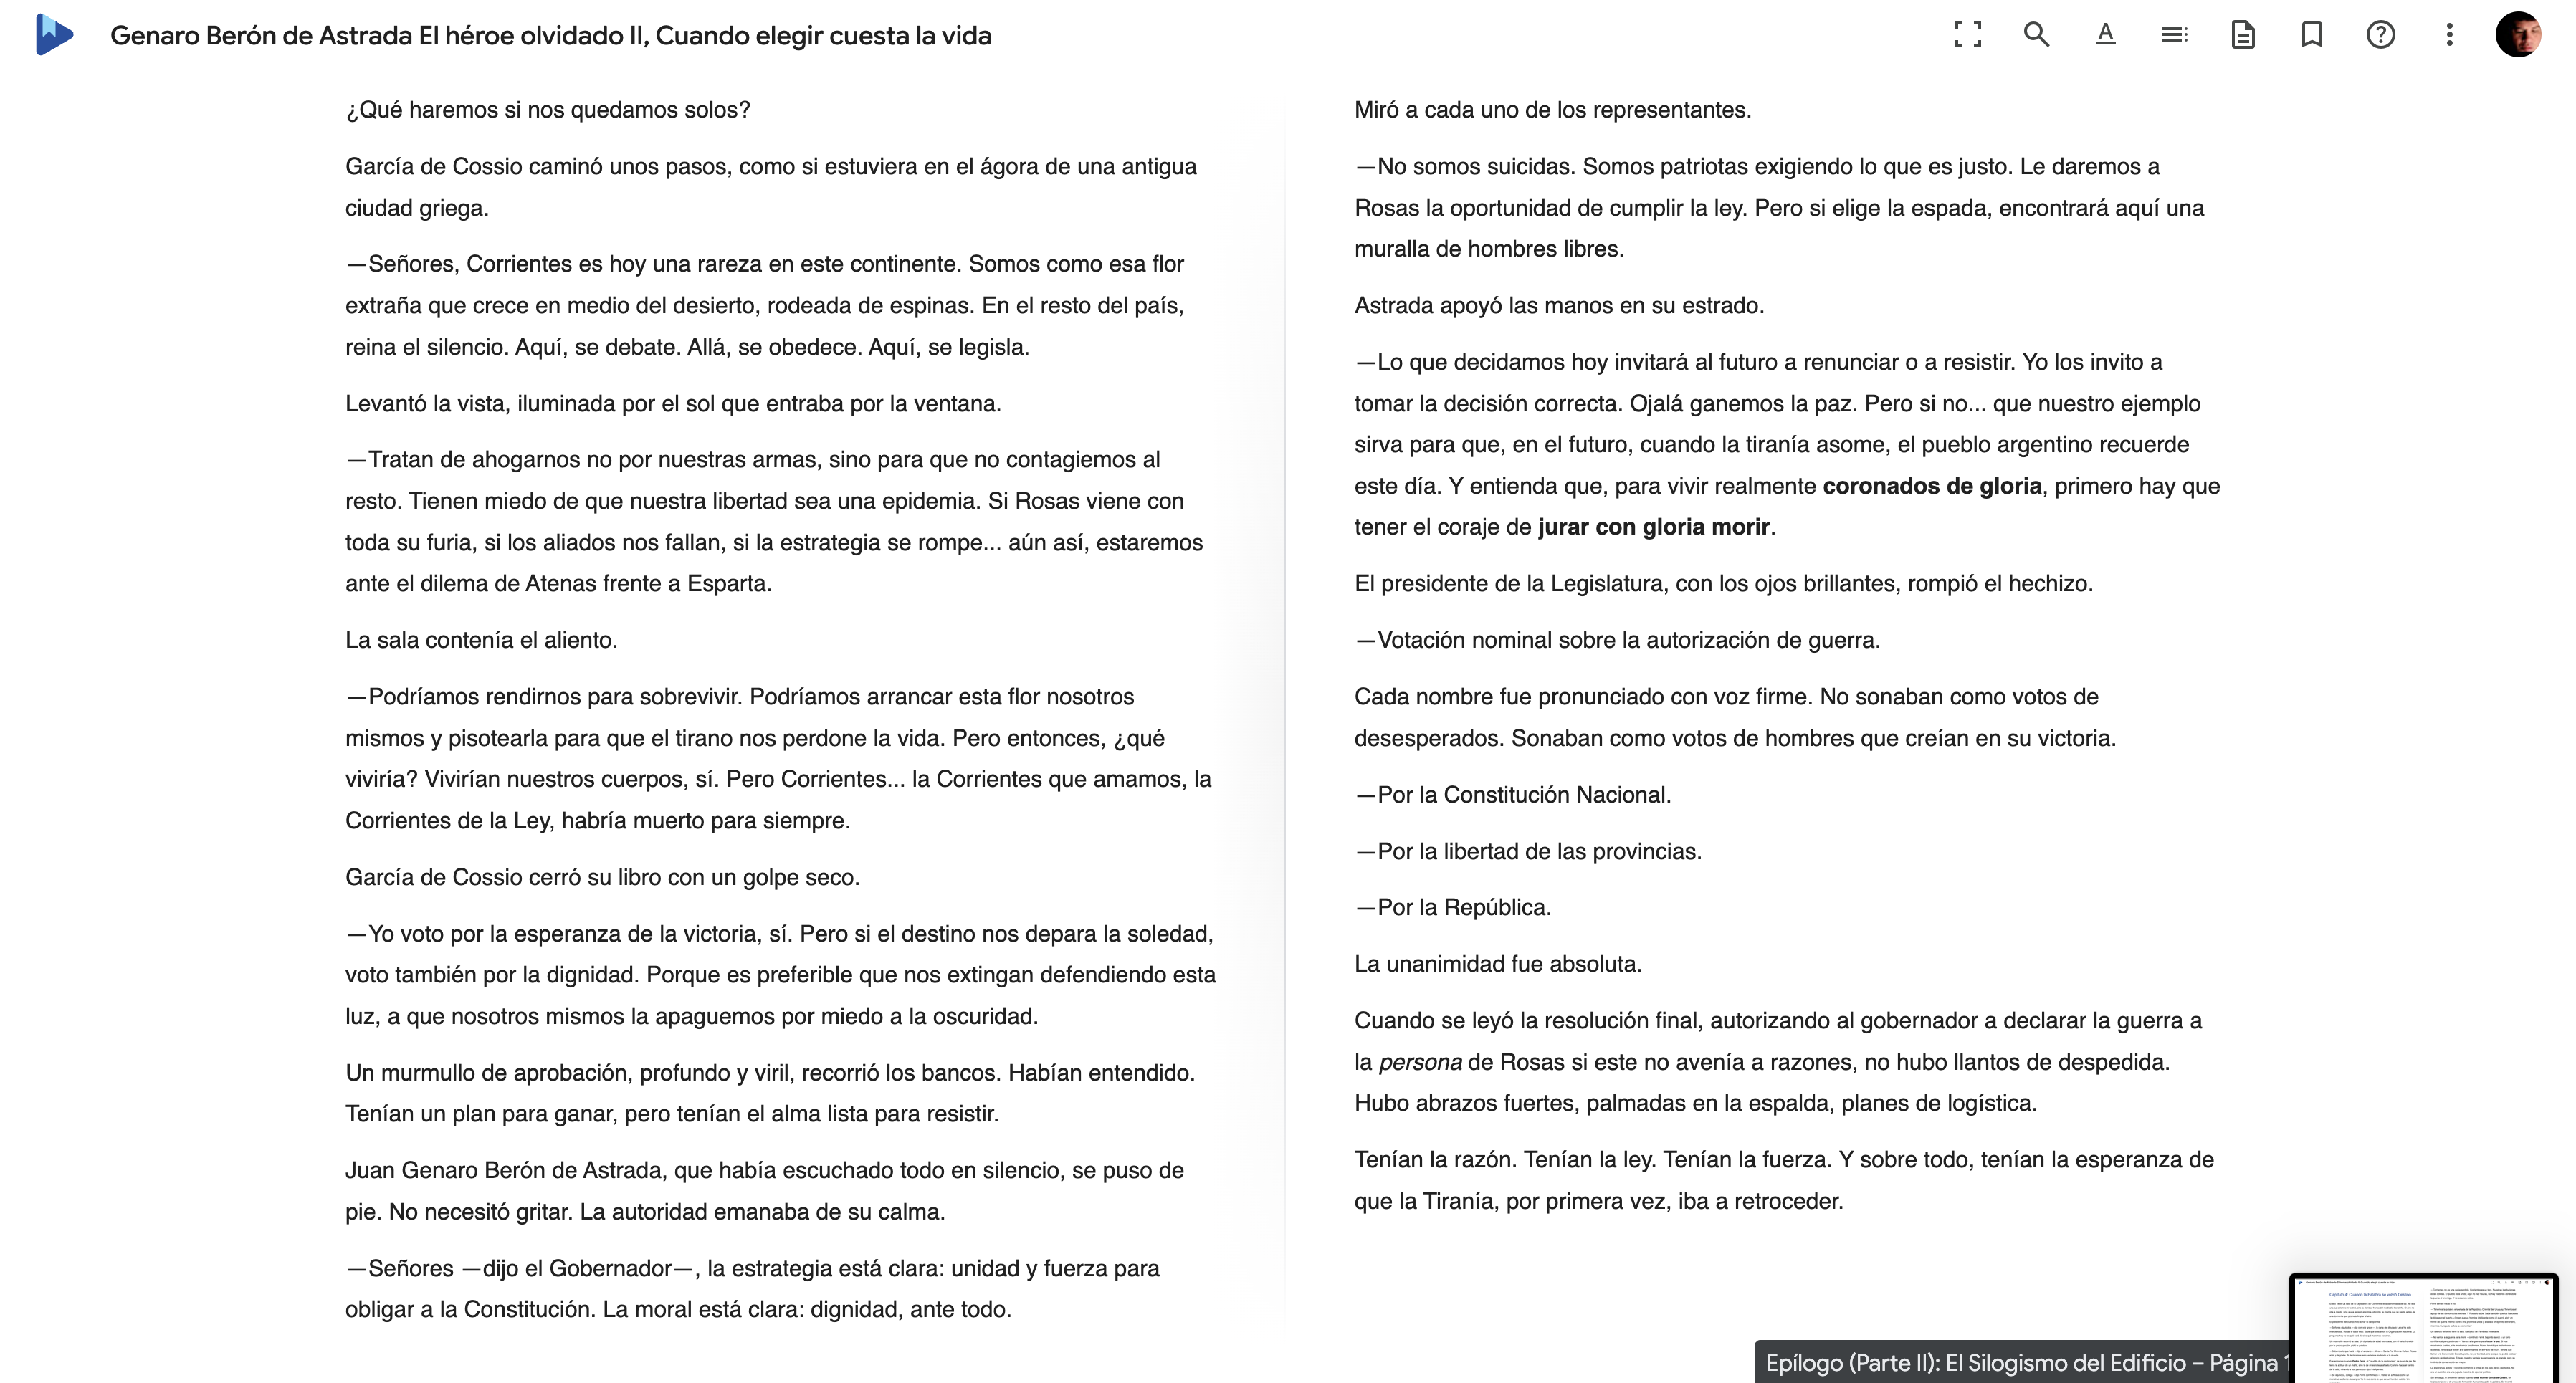 Genaro Berón de Astrada El héroe olvidado II, Cuando elegir cuesta la vida
¿Qué haremos si nos quedamos solos?
García de Cossio caminó unos pasos, como si estuviera en el ágora de una antigua
ciudad griega.
—Señores, Corrientes es hoy una rareza en este continente. Somos como esa flor
extraña que crece en medio del desierto, rodeada de espinas. En el resto del país,
reina el silencio. Aquí, se debate. Allá, se obedece. Aquí, se legisla.
Levantó la vista, iluminada por el sol que entraba por la ventana.
—Tratan de ahogarnos no por nuestras armas, sino para que no contagiemos al
resto. Tienen miedo de que nuestra libertad sea una epidemia. Si Rosas viene con
toda su furia, si los aliados nos fallan, si la estrategia se rompe... aún así, estaremos
ante el dilema de Atenas frente a Esparta.
La sala contenía el aliento.
—Podríamos rendirnos para sobrevivir. Podríamos arrancar esta flor nosotros
mismos y pisotearla para que el tirano nos perdone la vida. Pero entonces, ¿qué
viviría? Vivirían nuestros cuerpos, sí. Pero Corrientes... la Corrientes que amamos, la
Corrientes de la Ley, habría muerto para siempre.
García de Cossio cerró su libro con un golpe seco.
—Yo voto por la esperanza de la victoria, sí. Pero si el destino nos depara la soledad,
voto también por la dignidad. Porque es preferible que nos extingan defendiendo esta
luz, a que nosotros mismos la apaguemos por miedo a la oscuridad.
Un murmullo de aprobación, profundo y viril, recorrió los bancos. Habían entendido.
Tenían un plan para ganar, pero tenían el alma lista para resistir.
Juan Genaro Berón de Astrada, que había escuchado todo en silencio, se puso de
pie. No necesitó gritar. La autoridad emanaba de su calma.
—Señores —dijo el Gobernador—, la estrategia está clara: unidad y fuerza para
obligar a la Constitución. La moral está clara: dignidad, ante todo.
Miró a cada uno de los representantes.
—No somos suicidas. Somos patriotas exigiendo lo que es justo. Le daremos a
Rosas la oportunidad de cumplir la ley. Pero si elige la espada, encontrará aquí una
muralla de hombres libres.
Astrada apoyó las manos en su estrado.
—Lo que decidamos hoy invitará al futuro a renunciar o a resistir. Yo los invito a
tomar la decisión correcta. Ojalá ganemos la paz. Pero si no... que nuestro ejemplo
sirva para que, en el futuro, cuando la tiranía asome, el pueblo argentino recuerde
este día. Y entienda que, para vivir realmente coronados de gloria, primero hay que
tener el coraje de jurar con gloria morir.
El presidente de la Legislatura, con los ojos brillantes, rompió el hechizo.
—Votación nominal sobre la autorización de guerra.
Cada nombre fue pronunciado con voz firme. No sonaban como votos de
desesperados. Sonaban como votos de hombres que creían en su victoria.
—Por la Constitución Nacional.
—Por la libertad de las provincias.
—Por la República.
La unanimidad fue absoluta.
Cuando se leyó la resolución final, autorizando al gobernador a declarar la guerra a
la persona de Rosas si este no avenía a razones, no hubo llantos de despedida.
Hubo abrazos fuertes, palmadas en la espalda, planes de logística.
Tenían la razón. Tenían la ley. Tenían la fuerza. Y sobre todo, tenían la esperanza de
que la Tiranía, por primera vez, iba a retroceder.
Epílogo (Parte II): El Silogismo del Edificio – Página 1